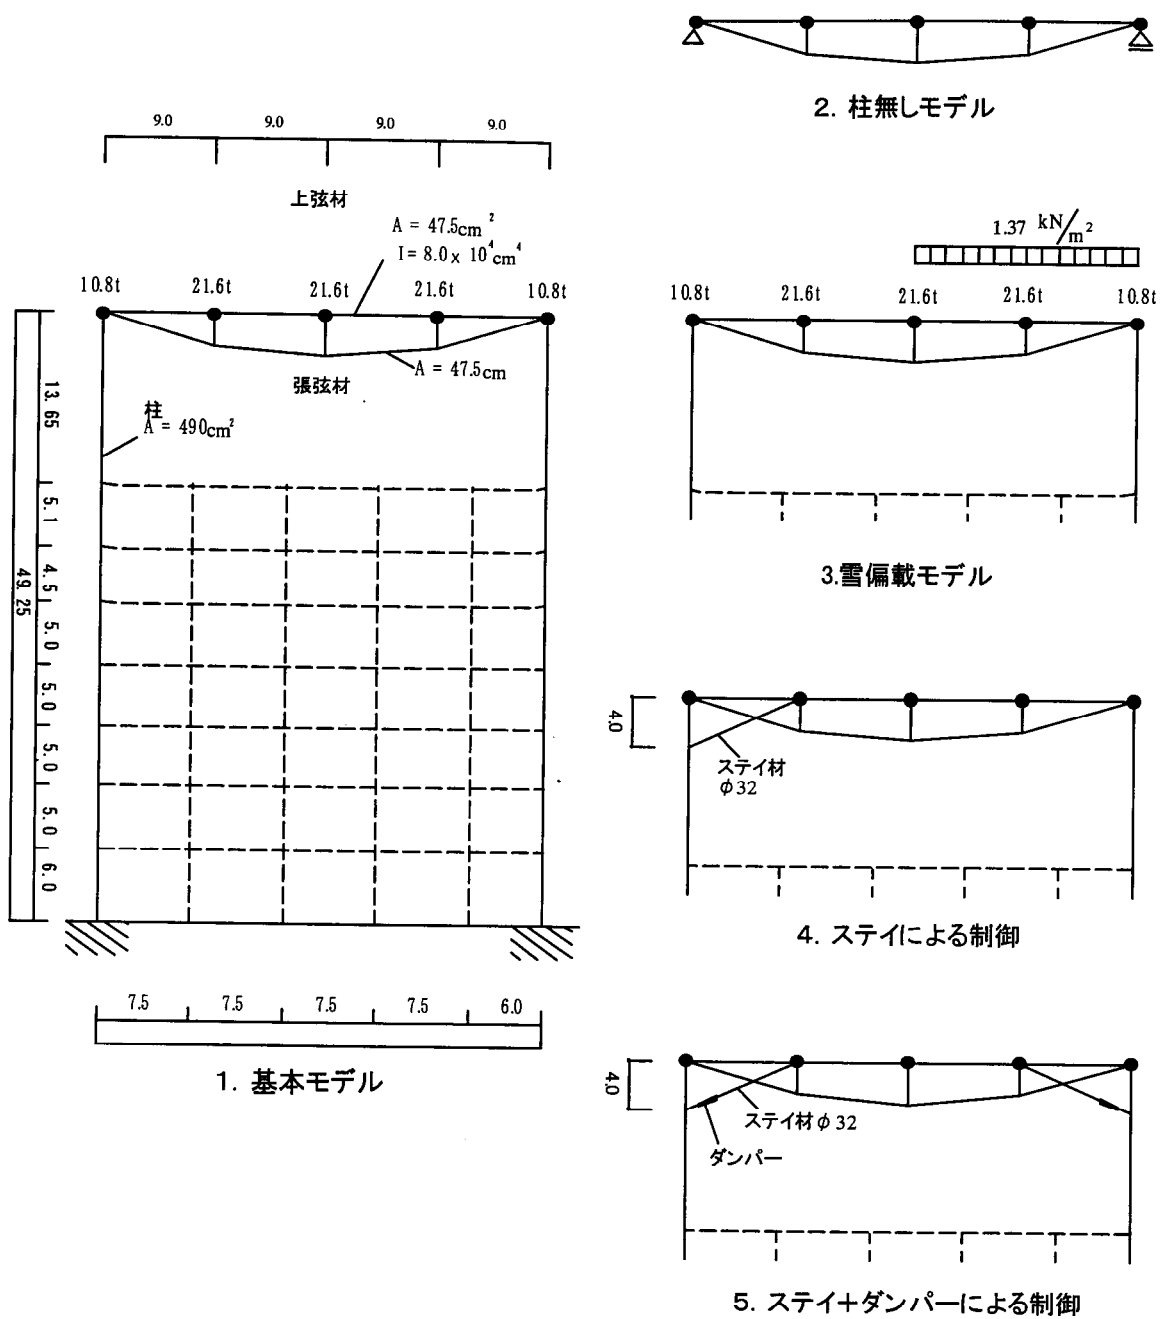 9.0 9.0 9.0 9.0
上弦材
A = 47.5cm²
I = 8.0 × 10⁴cm⁴
10.8t 21.6t 21.6t 21.6t 10.8t
A = 47.5cm
張弦材
柱
A = 490cm²
13.65
5.1
4.5
5.0
5.0
5.0
5.0
6.0
49.25
7.5 7.5 7.5 7.5 6.0
1. 基本モデル
2. 柱無しモデル
1.37 kN/m²
10.8t 21.6t 21.6t 21.6t 10.8t
3.雪偏載モデル
4.0
ステイ材
φ32
4. ステイによる制御
4.0
ステイ材φ32
ダンパー
5. ステイ+ダンパーによる制御